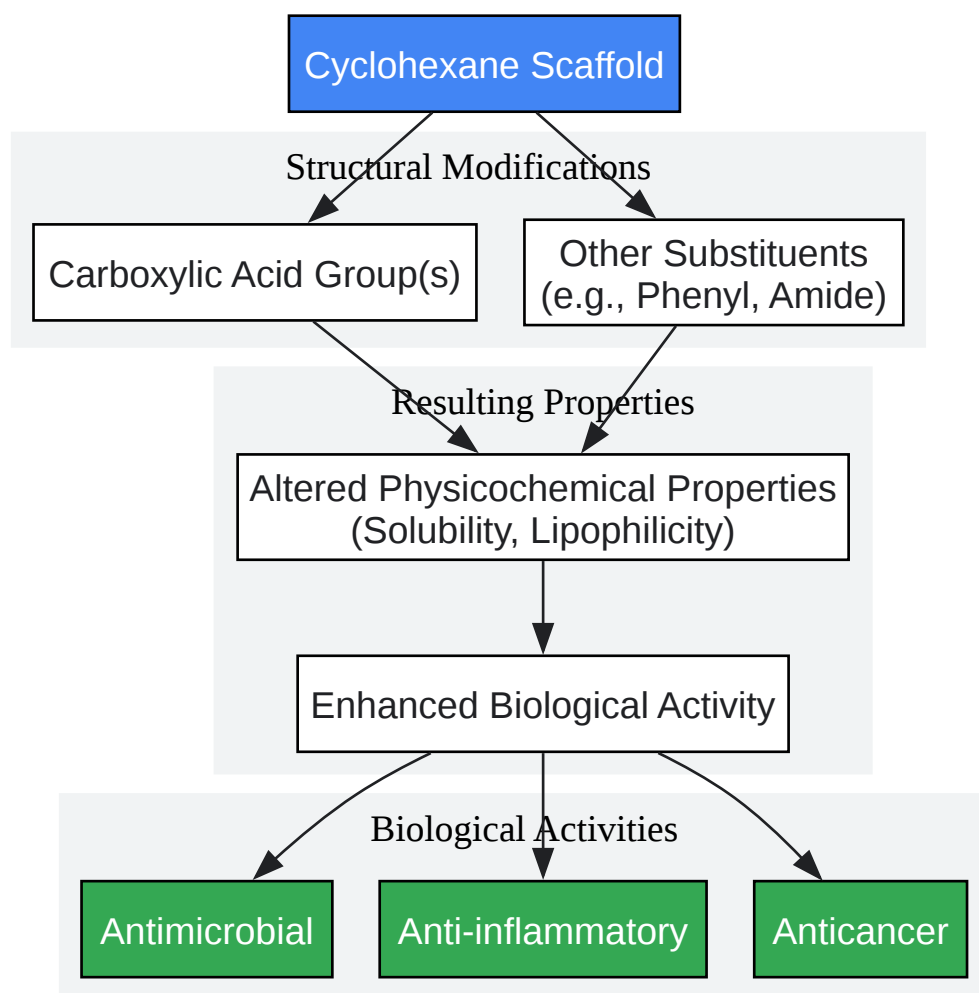 Cyclohexane Scaffold
Structural Modifications
Carboxylic Acid Group(s)
Other Substituents
(e.g., Phenyl, Amide)
Resulting Properties
Altered Physicochemical Properties
(Solubility, Lipophilicity)
Enhanced Biological Activity
Biological Activities
Antimicrobial
Anti-inflammatory
Anticancer